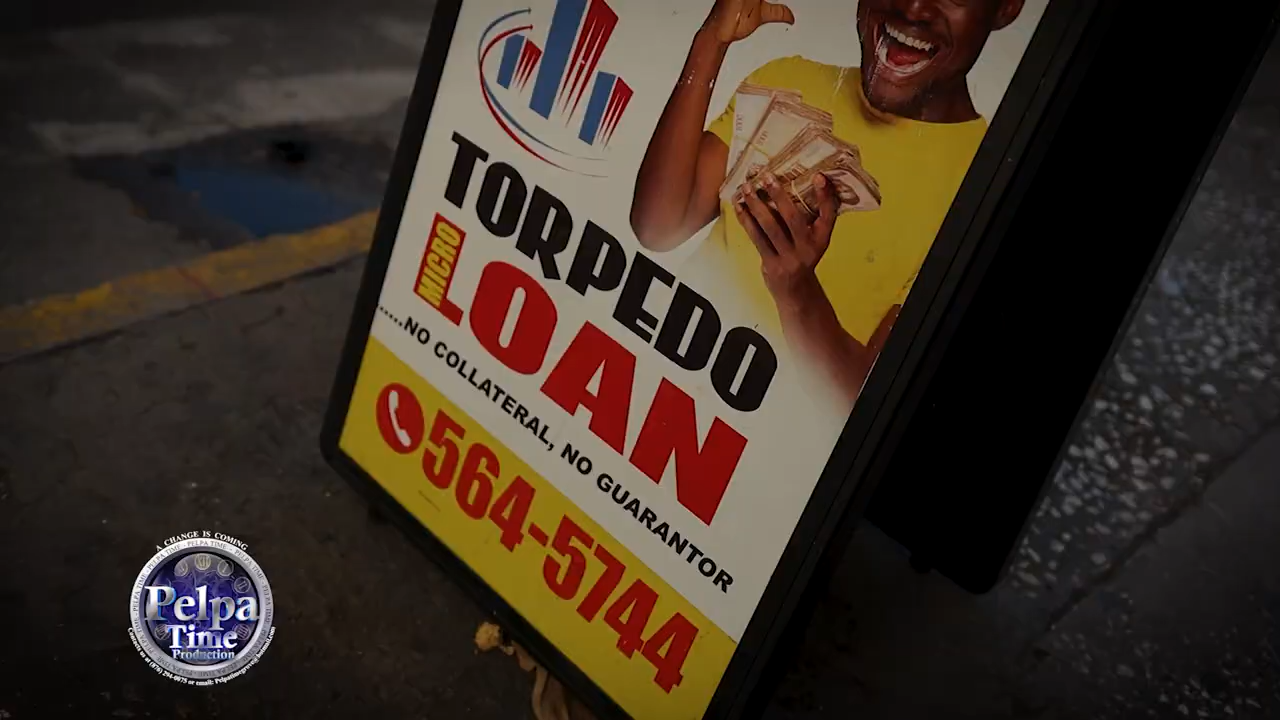 TORPEDO
MICRO
LOAN
.....NO COLLATERAL, NO GUARANTOR
564-5744
A CHANGE IS COMING
Pelpa
Time
Production